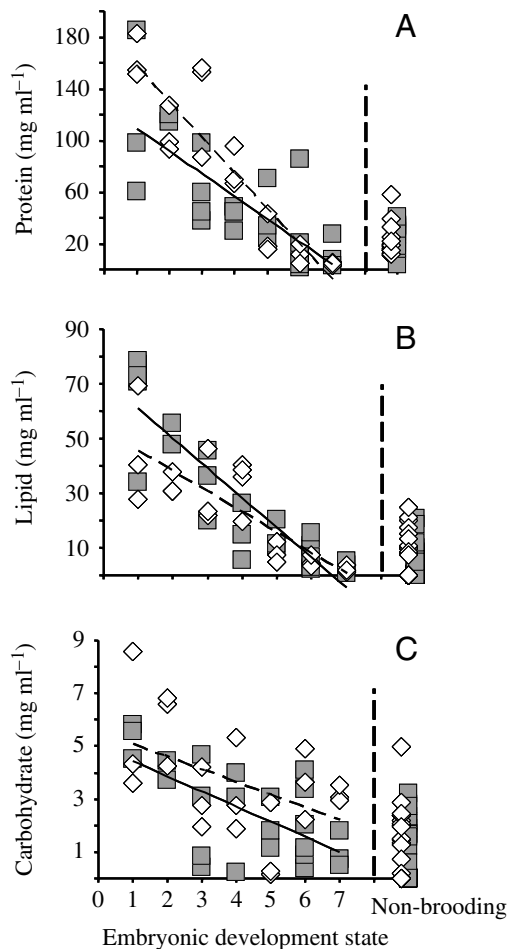 A
180
140
100
60
20
Protein (mg ml⁻¹)
B
90
70
50
30
10
Lipid (mg ml⁻¹)
C
9
7
5
3
1
Carbohydrate (mg ml⁻¹)
0 1 2 3 4 5 6 7 Non-brooding
Embryonic development state